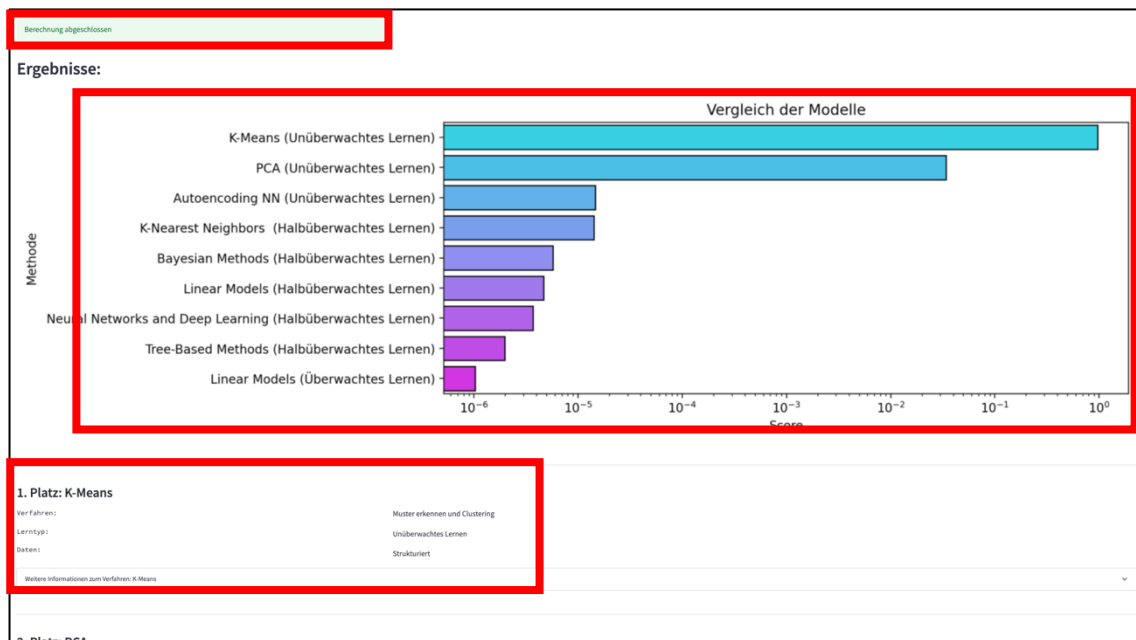 Berechnung abgeschlossen
Ergebnisse:
Vergleich der Modelle
Methode
K-Means (Unüberwachtes Lernen)
PCA (Unüberwachtes Lernen)
Autoencoding NN (Unüberwachtes Lernen)
K-Nearest Neighbors (Halbüberwachtes Lernen)
Bayesian Methods (Halbüberwachtes Lernen)
Linear Models (Halbüberwachtes Lernen)
Neural Networks and Deep Learning (Halbüberwachtes Lernen)
Tree-Based Methods (Halbüberwachtes Lernen)
Linear Models (Überwachtes Lernen)
10⁻⁶ 10⁻⁵ 10⁻⁴ 10⁻³ 10⁻² 10⁻¹ 10⁰
Score
1. Platz: K-Means
Verfahren: Muster erkennen und Clustering
Lerntyp: Unüberwachtes Lernen
Daten: Strukturiert
Weitere Informationen zum Verfahren: K-Means
2. Platz: PCA